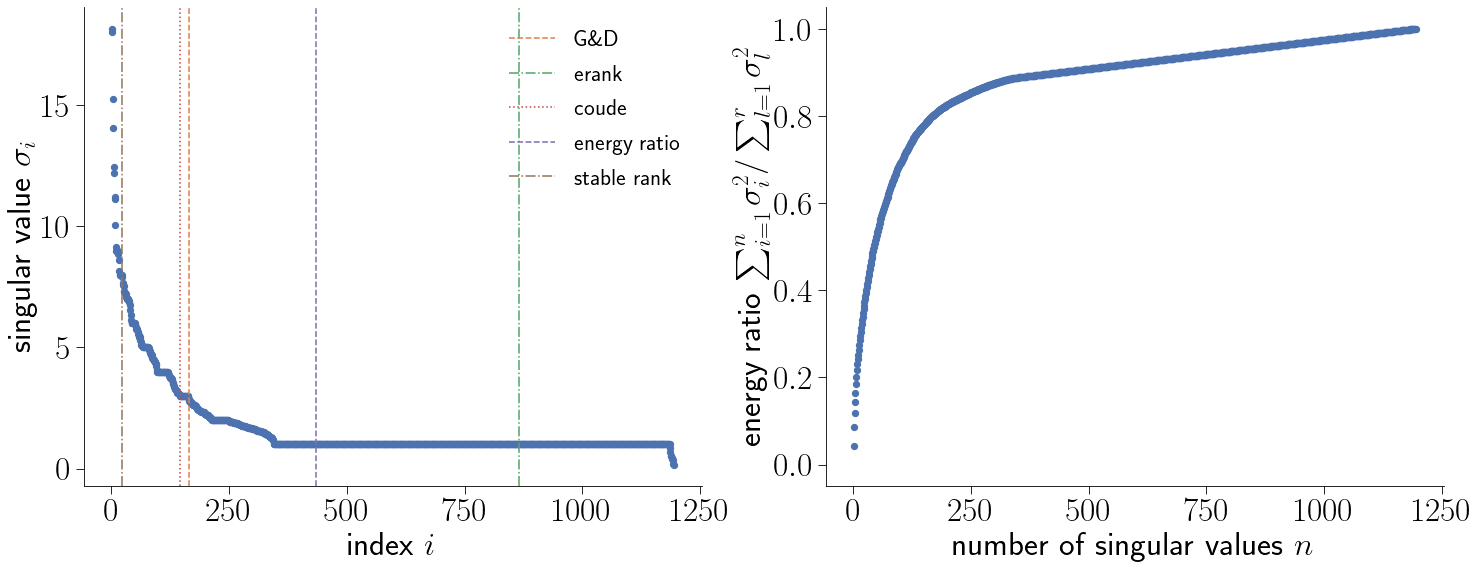 singular value σ_i
15
10
5
0
0 250 500 750 1000 1250
index i
G&D
erank
coude
energy ratio
stable rank
energy ratio ∑_{i=1}^{n} σ_i^2 / ∑_{l=1}^{r} σ_l^2
1.0
0.8
0.6
0.4
0.2
0.0
0 250 500 750 1000 1250
number of singular values n